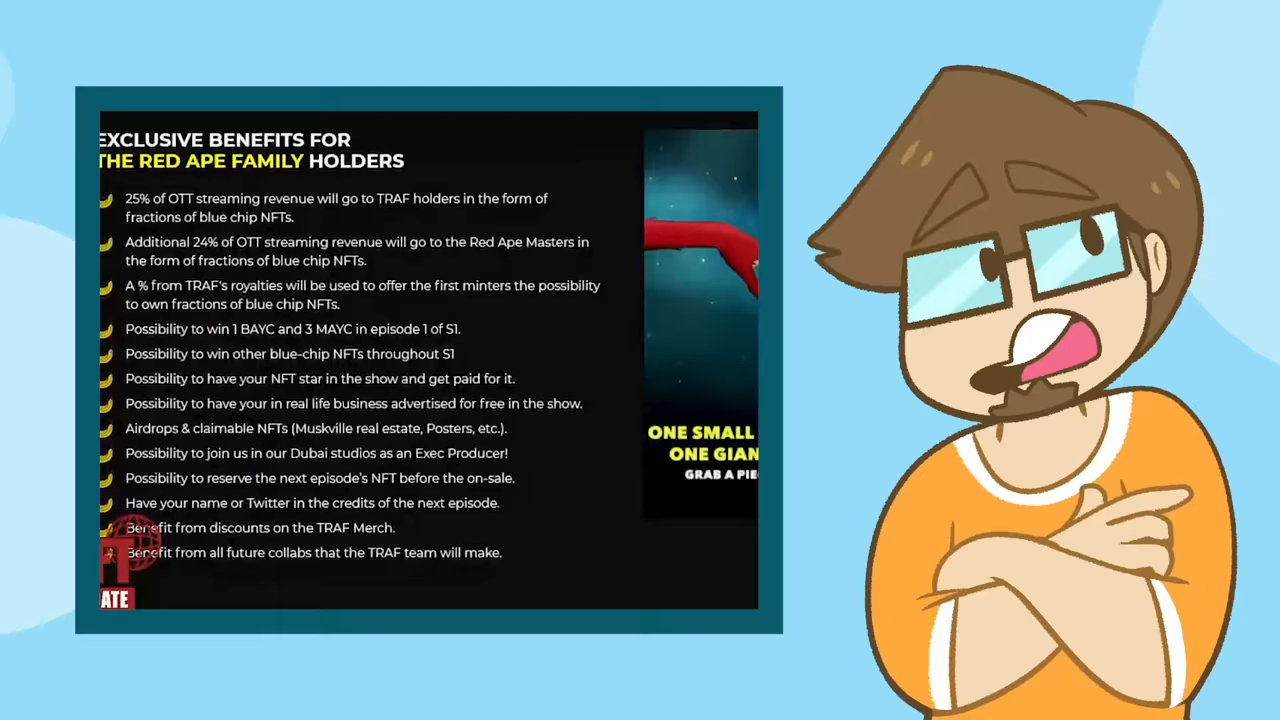 EXCLUSIVE BENEFITS FOR
THE RED APE FAMILY HOLDERS
25% of OTT streaming revenue will go to TRAF holders in the form of
fractions of blue chip NFTs.
Additional 24% of OTT streaming revenue will go to the Red Ape Masters in
the form of fractions of blue chip NFTs.
A % from TRAF's royalties will be used to offer the first minters the possibility
to own fractions of blue chip NFTs.
Possibility to win 1 BAYC and 3 MAYC in episode 1 of S1.
Possibility to win other blue-chip NFTs throughout S1
Possibility to have your NFT star in the show and get paid for it.
Possibility to have your in real life business advertised for free in the show.
Airdrops & claimable NFTs (Muskville real estate, Posters, etc.).
Possibility to join us in our Dubai studios as an Exec Producer!
Possibility to reserve the next episode's NFT before the on-sale.
Have your name or Twitter in the credits of the next episode.
Benefit from discounts on the TRAF Merch.
Benefit from all future collabs that the TRAF team will make.
ONE SMALL
ONE GIAN
GRAB A PIE
FT
ATE